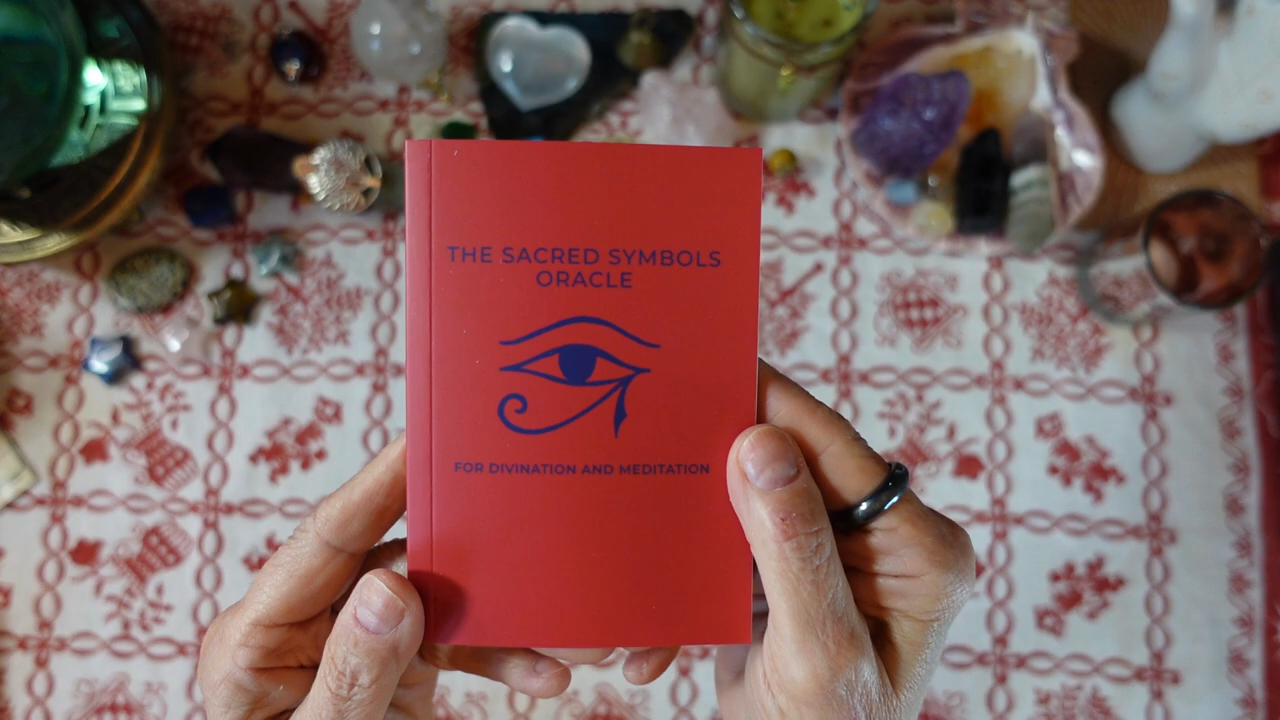 THE SACRED SYMBOLS
ORACLE
FOR DIVINATION AND MEDITATION